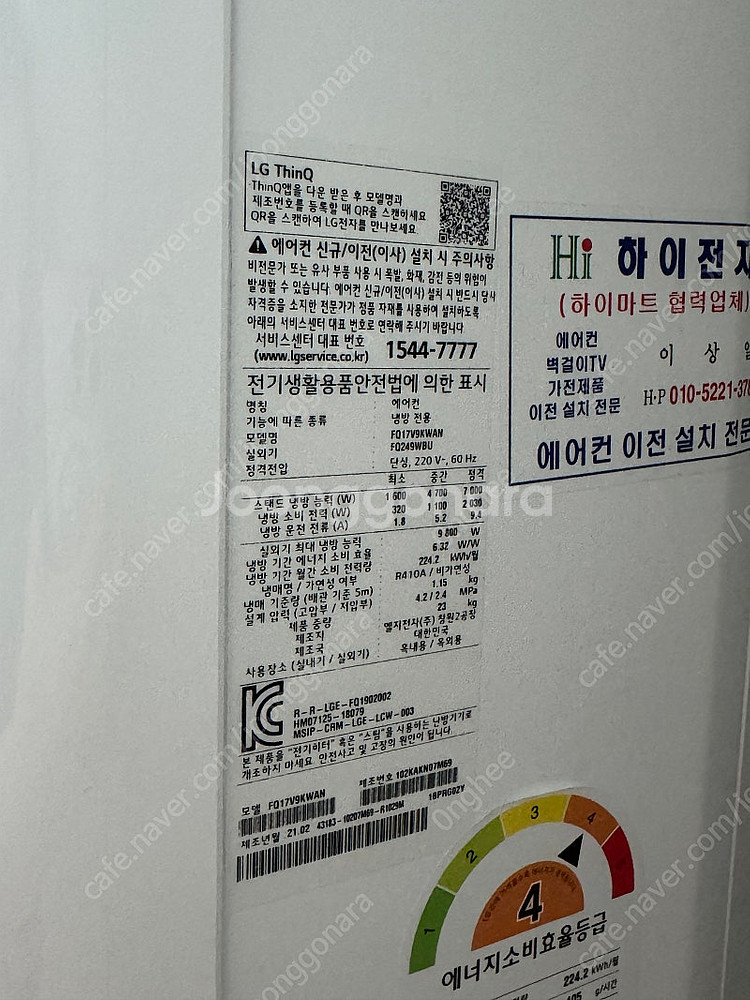 LG ThinQ
ThinQ앱을 다운 받은 후 모델명과
제조번호를 등록할 때 QR을 스캔하세요
QR을 스캔하여 LG전자를 만나보세요
에어컨 신규/이전(이사) 설치 시 주의사항
비전문가 또는 유사 부품 사용 시 폭발, 화재, 감전 등의 위험이
발생할 수 있습니다. 에어컨 신규/이전(이사) 설치 시 반드시 당사
자격증을 소지한 전문가가 정품 자재를 사용하여 설치하도록
아래의 서비스센터 대표 번호로 연락해 주시기 바랍니다.
서비스센터 대표 번호
(www.lgservice.co.kr) 1544-7777
전기생활용품안전법에 의한 표시
명칭 에어컨
기능에 따른 종류 냉방 전용
모델명 FQ17V9KWAN
실외기 FQ249WBU
정격전압 단상, 220 V~, 60 Hz
최소 중간 정격
스탠드 냉방 능력 (W) 1 600 4 700 7 000
냉방 소비 전력 (W) 320 1 100 2 030
냉방 운전 전류 (A) 1.8 5.2 9.4
실외기 최대 냉방 능력 9 800 W
냉방 기간 에너지 소비 효율 6.32 W/W
냉방 기간 월간 소비 전력량 224.2 kWh/월
냉매명 / 가연성 여부 R410A / 비가연성
냉매 기준량 (배관 기준 5m) 1.15 kg
설계 압력 (고압부 / 저압부) 4.2 / 2.4 MPa
제품 중량 23 kg
제조지 엘지전자(주) 창원2공장
제조국 대한민국
사용장소 (실내기 / 실외기) 옥내용 / 옥외용
R-R-LGE-FQ1902002
HM07125-18079
MSIP-CRM-LGE-LCW-003
본 제품을 "전기히터" 혹은 "스팀"을 사용하는 난방기기로
개조하지 마세요. 안전사고 및 고장의 원인이 됩니다.
모델 FQ17V9KWAN 제조번호 102KAKN07M69
제조년월 21.02 43183-10207M69-R1029M 1BPRG02Y
Hi 하이전자
(하이마트 협력업체)
에어컨
벽걸이TV
가전제품
이전 설치 전문
이 상
H·P 010-5221-37
에어컨 이전 설치 전문
1 2 3 4 5
4
에너지소비효율등급
224.2 kWh/월
g/시간
Joonggonara
cafe.naver.com/joonggonara